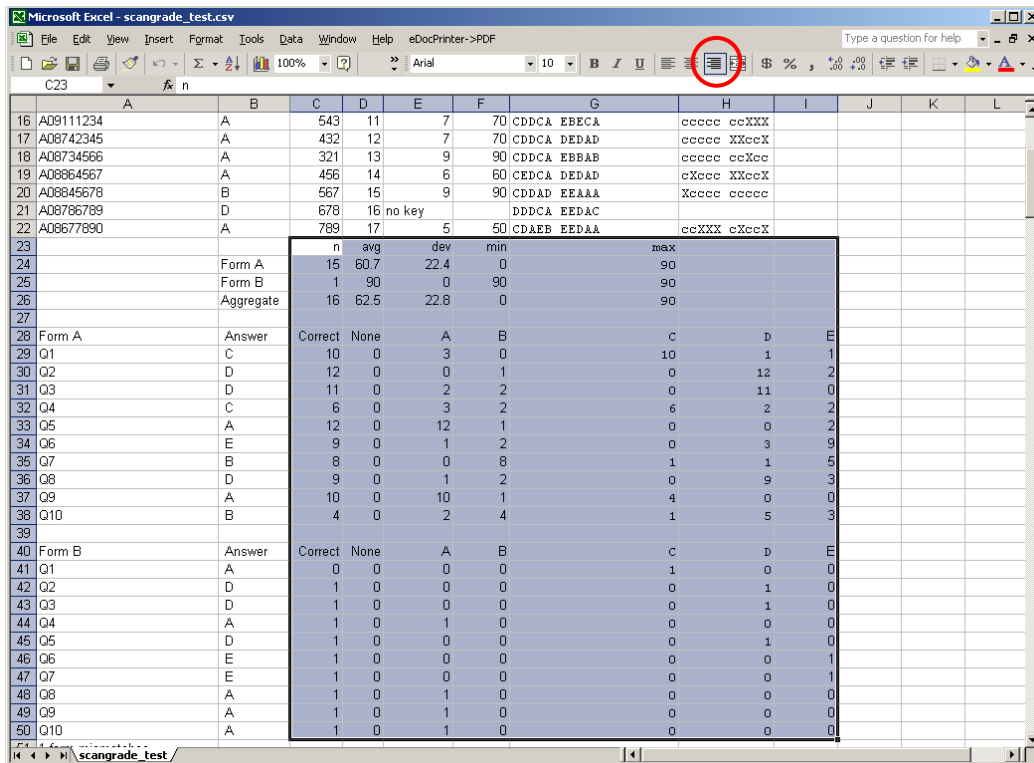 Microsoft Excel - scangrade_test.csv
File Edit View Insert Format Tools Data Window Help eDocPrinter->PDF Type a question for help
100% Arial 10 B I U $ % ,
C23 fx n
A B C D E F G H I J K L
16 A09111234 A 543 11 7 70 CDDCA EBECA ccccc ccXXX
17 A08742345 A 432 12 7 70 CDDCA DEDAD ccccc XXccX
18 A08734566 A 321 13 9 90 CDDCA EBBAB ccccc ccXcc
19 A08864567 A 456 14 6 60 CEDCA DEDAD cXccc XXccX
20 A08845678 B 567 15 9 90 CDDAD EEAAA Xcccc ccccc
21 A08786789 D 678 16 no key DDDCA EEDAC
22 A08677890 A 789 17 5 50 CDAEB EEDAA ccXXX cXccX
23 n avg dev min max
24 Form A 15 60.7 22.4 0 90
25 Form B 1 90 0 90 90
26 Aggregate 16 62.5 22.8 0 90
27
28 Form A Answer Correct None A B C D E
29 Q1 C 10 0 3 0 10 1 1
30 Q2 D 12 0 0 1 0 12 2
31 Q3 D 11 0 2 2 0 11 0
32 Q4 C 6 0 3 2 6 2 2
33 Q5 A 12 0 12 1 0 0 2
34 Q6 E 9 0 1 2 0 3 9
35 Q7 B 8 0 0 8 1 1 5
36 Q8 D 9 0 1 2 0 9 3
37 Q9 A 10 0 10 1 4 0 0
38 Q10 B 4 0 2 4 1 5 3
39
40 Form B Answer Correct None A B C D E
41 Q1 A 0 0 0 0 1 0 0
42 Q2 D 1 0 0 0 0 1 0
43 Q3 D 1 0 0 0 0 1 0
44 Q4 A 1 0 1 0 0 0 0
45 Q5 D 1 0 0 0 0 1 0
46 Q6 E 1 0 0 0 0 0 1
47 Q7 E 1 0 0 0 0 0 1
48 Q8 A 1 0 1 0 0 0 0
49 Q9 A 1 0 1 0 0 0 0
50 Q10 A 1 0 1 0 0 0 0
scangrade_test